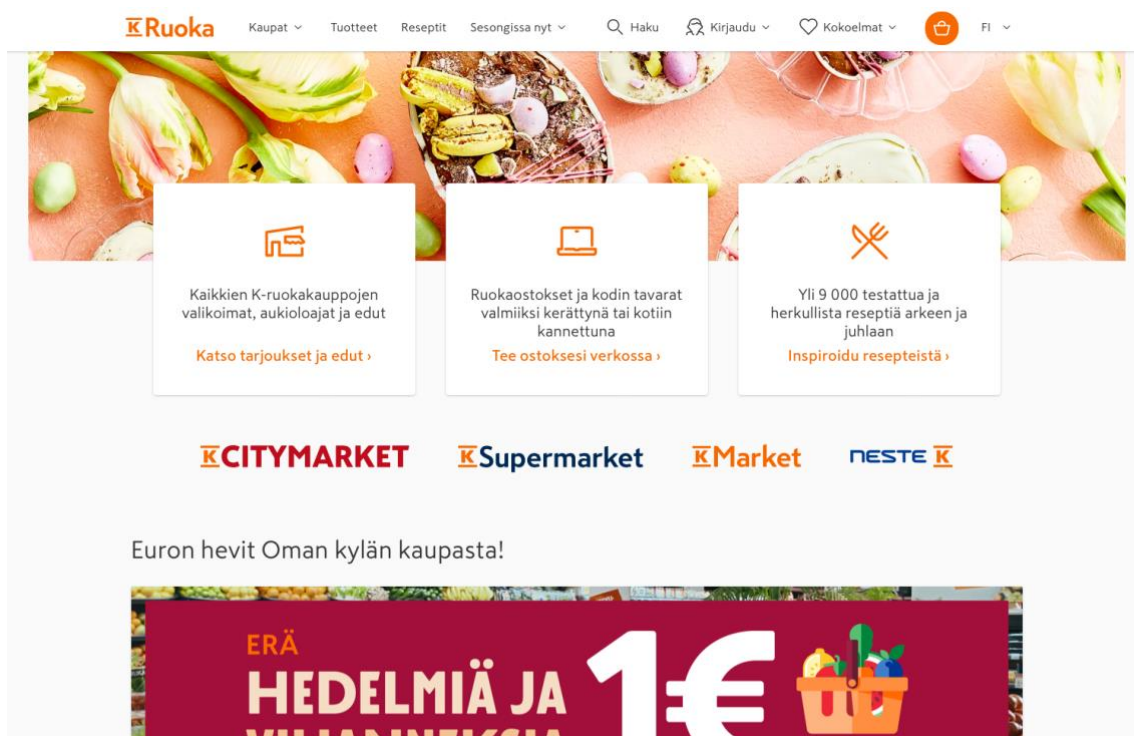 K Ruoka Kaupat Tuotteet Reseptit Sesongissa nyt Haku Kirjaudu Kokoelmat FI
Kaikkien K-ruokakauppojen
valikoimat, aukioloajat ja edut
Katso tarjoukset ja edut ›
Ruokaostokset ja kodin tavarat
valmiiksi kerättynä tai kotiin
kannettuna
Tee ostoksesi verkossa ›
Yli 9 000 testattua ja
herkullista reseptiä arkeen ja
juhlaan
Inspiroidu resepteistä ›
K CITYMARKET K Supermarket K Market NESTE K
Euron hevit Oman kylän kaupasta!
ERÄ
HEDELMIÄ JA
VIHANNEKSIA
1€